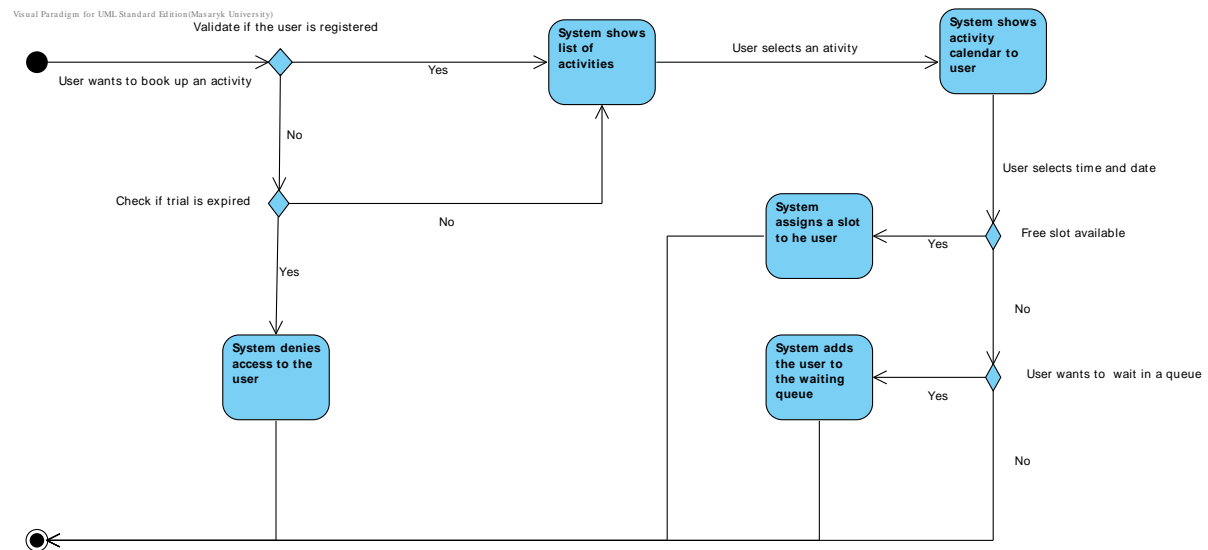 Visual Paradigm for UML Standard Edition(Masaryk University)
Validate if the user is registered
User wants to book up an activity
Yes
System shows
list of
activities
User selects an ativity
System shows
activity
calendar to
user
No
Check if trial is expired
No
User selects time and date
System
assigns a slot
to he user
Yes
Free slot available
Yes
No
System denies
access to the
user
System adds
the user to
the waiting
queue
Yes
User wants to  wait in a queue
No